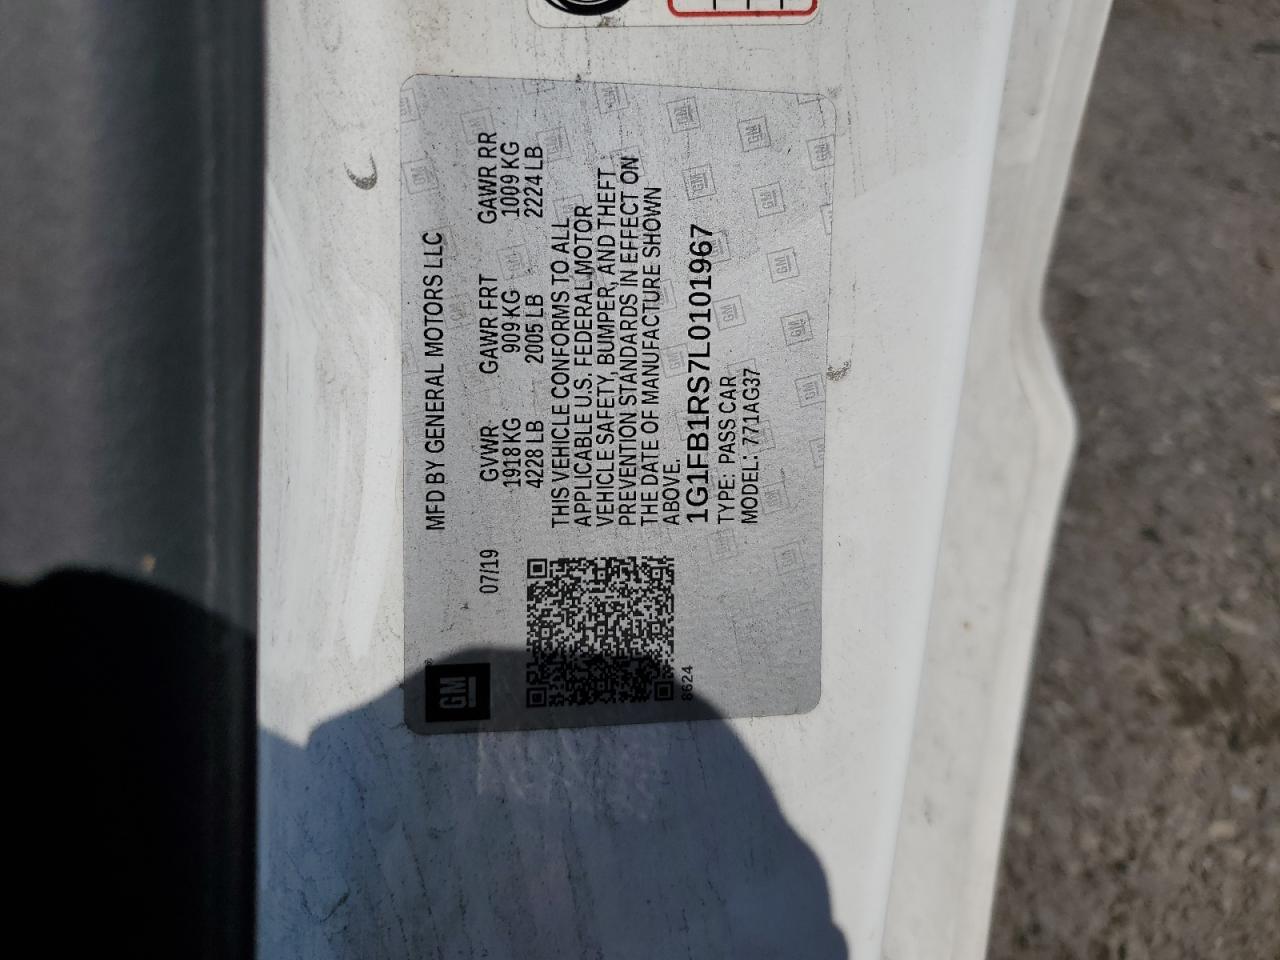 GM
MFD BY GENERAL MOTORS LLC
07/19
GVWR GAWR FRT GAWR RR
1918 KG 909 KG 1009 KG
4228 LB 2005 LB 2224 LB
THIS VEHICLE CONFORMS TO ALL
APPLICABLE U.S. FEDERAL MOTOR
VEHICLE SAFETY, BUMPER, AND THEFT
PREVENTION STANDARDS IN EFFECT ON
THE DATE OF MANUFACTURE SHOWN
ABOVE.
1G1FB1RS7L0101967
TYPE: PASS CAR
MODEL: 771AG37
8624